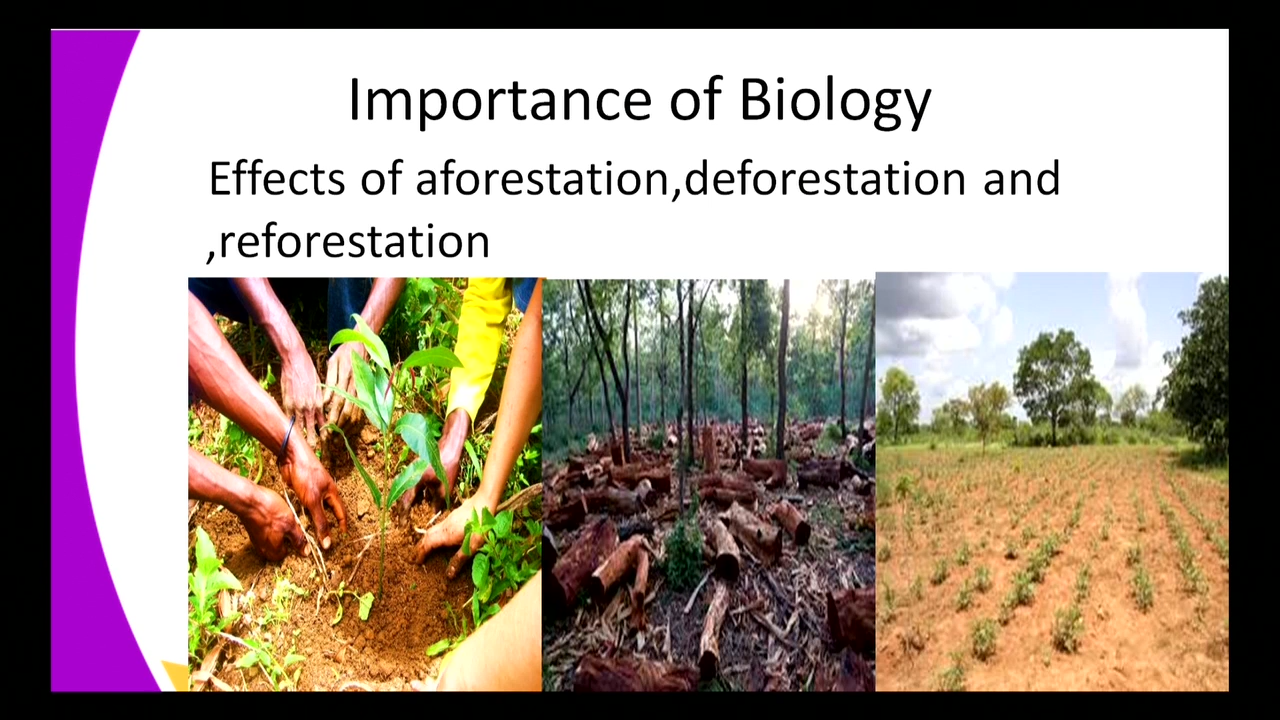 Importance of Biology
Effects of aforestation,deforestation and
,reforestation